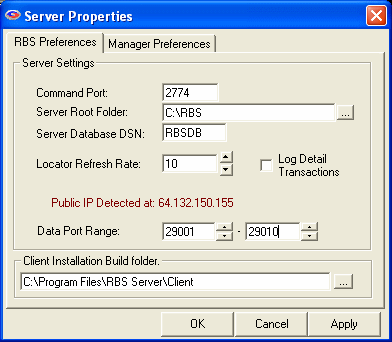 Server Properties
RBS Preferences
Manager Preferences
Server Settings
Command Port: 2774
Server Root Folder: C:\RBS ...
Server Database DSN: RBSDB
Locator Refresh Rate: 10
Log Detail
Transactions
Public IP Detected at: 64.132.150.155
Data Port Range: 29001 - 29010
Client Installation Build folder.
C:\Program Files\RBS Server\Client ...
OK Cancel Apply